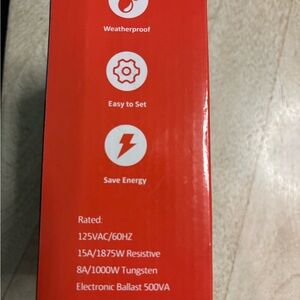 Weatherproof
Easy to Set
Save Energy
Rated:
125VAC/60HZ
15A/1875W Resistive
8A/1000W Tungsten
Electronic Ballast 500VA